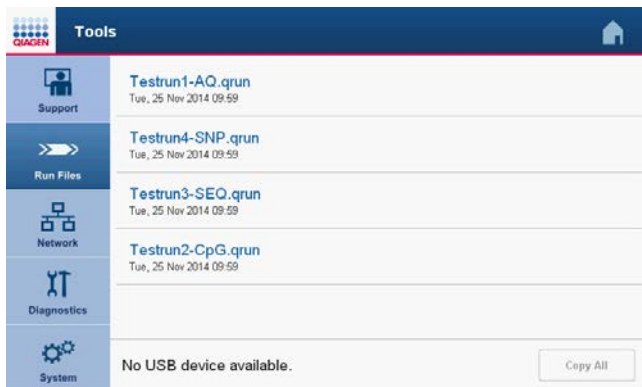 QIAGEN
Tools
Support
Run Files
Network
Diagnostics
System
Testrun1-AQ.qrun
Tue, 25 Nov 2014 09:59
Testrun4-SNP.qrun
Tue, 25 Nov 2014 09:59
Testrun3-SEQ.qrun
Tue, 25 Nov 2014 09:59
Testrun2-CpG.qrun
Tue, 25 Nov 2014 09:59
No USB device available.
Copy All